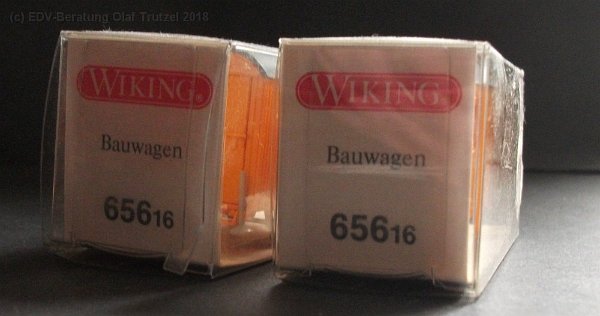 (c) EDV-Beratung Olaf Trutzel 2018
WIKING®
Bauwagen
65616
WIKING®
Bauwagen
65616